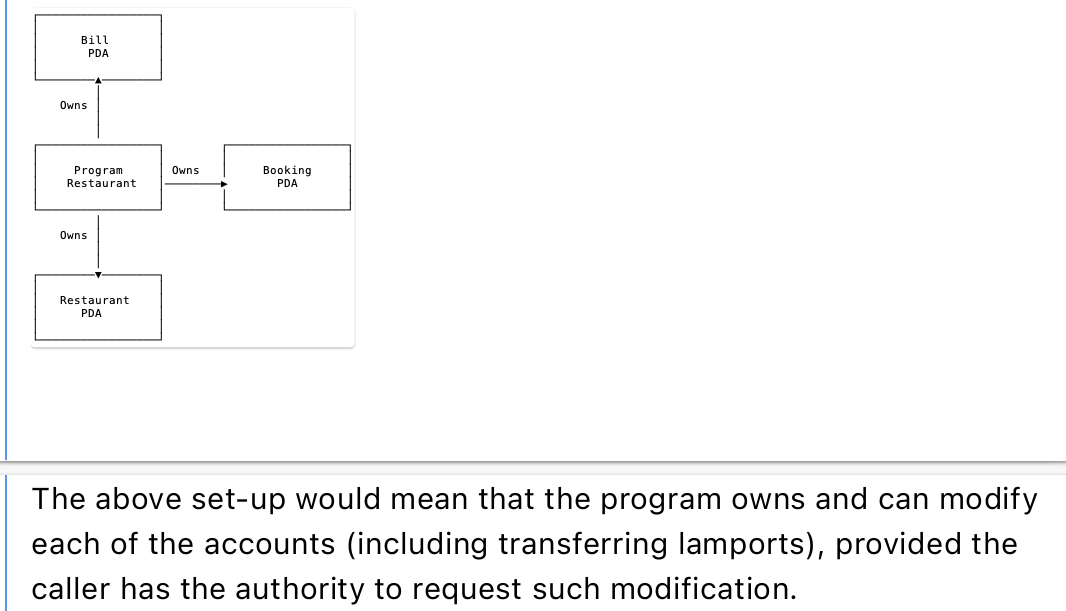 Bill
PDA
Owns
Program
Restaurant
Owns
Booking
PDA
Owns
Restaurant
PDA
The above set-up would mean that the program owns and can modify
each of the accounts (including transferring lamports), provided the
caller has the authority to request such modification.